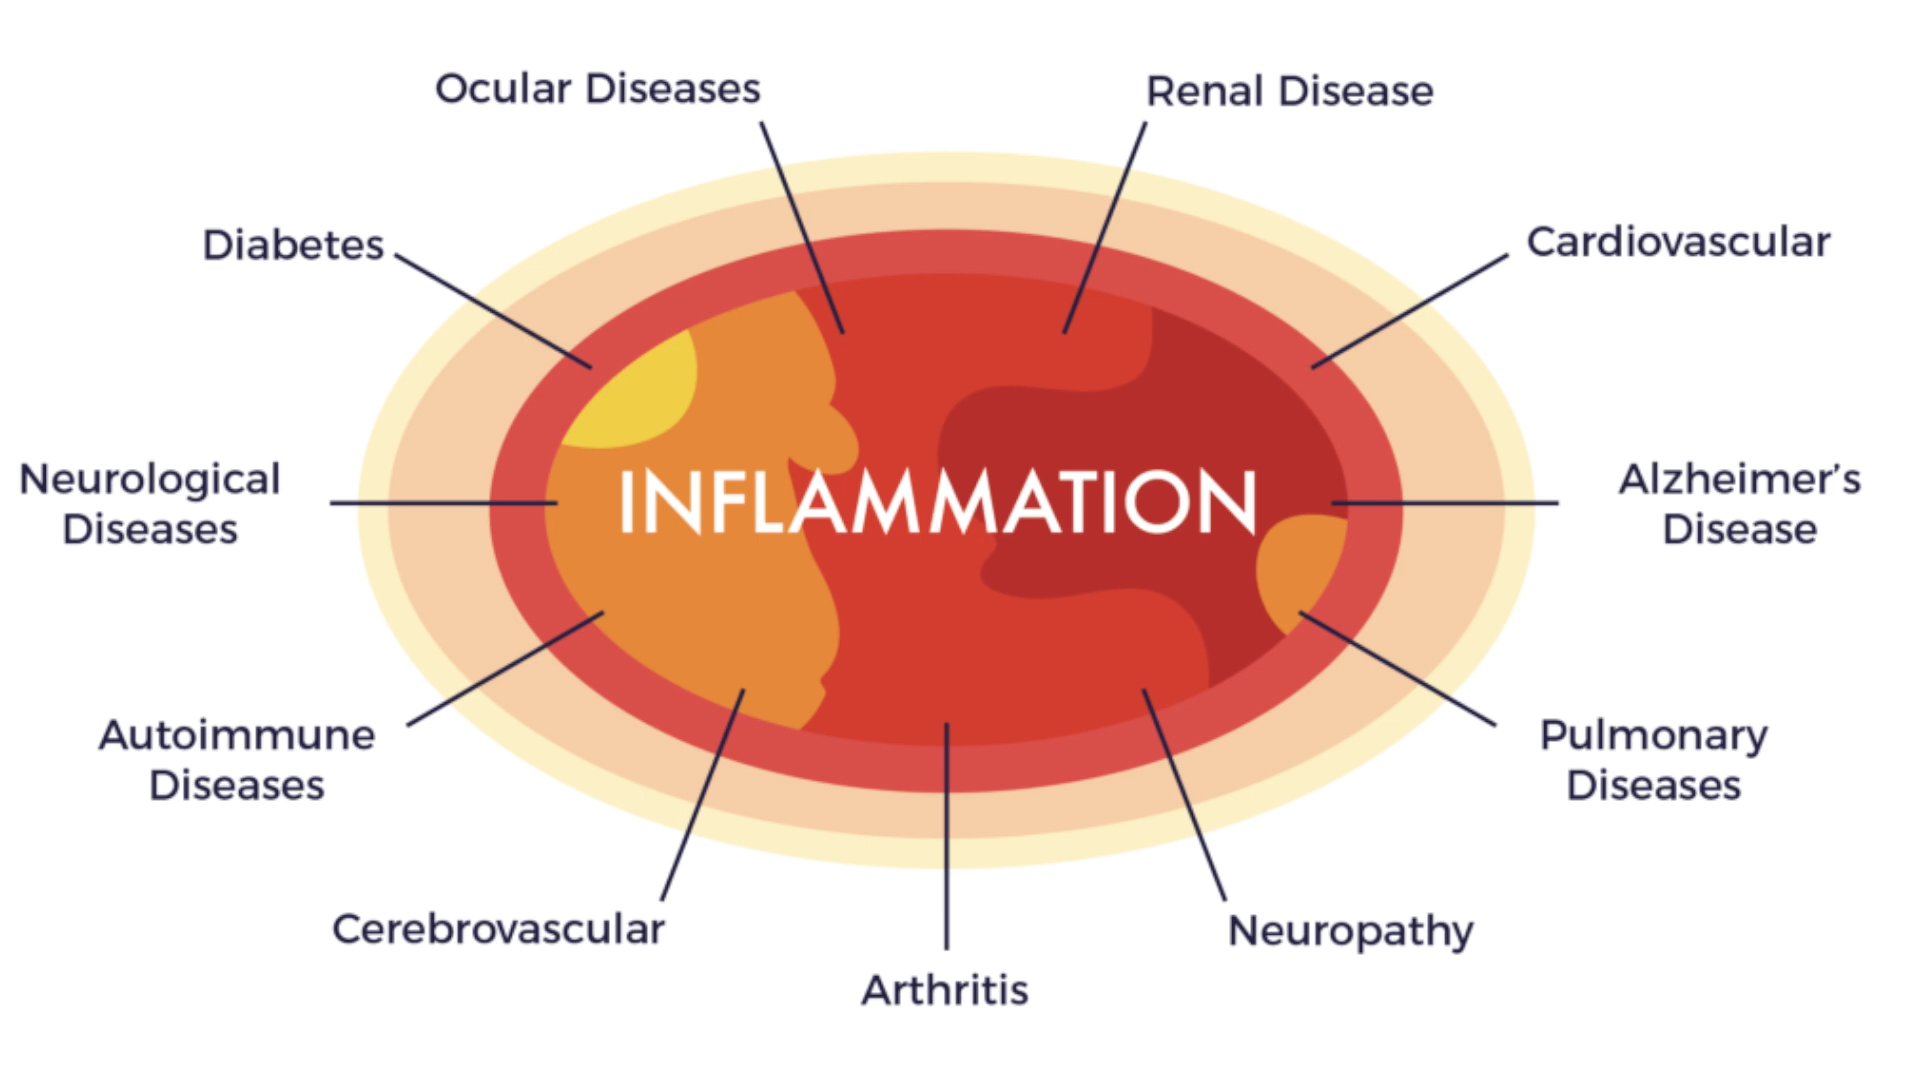 Ocular Diseases
Renal Disease
Diabetes
Cardiovascular
Neurological
Diseases
INFLAMMATION
Alzheimer’s
Disease
Autoimmune
Diseases
Pulmonary
Diseases
Cerebrovascular
Neuropathy
Arthritis